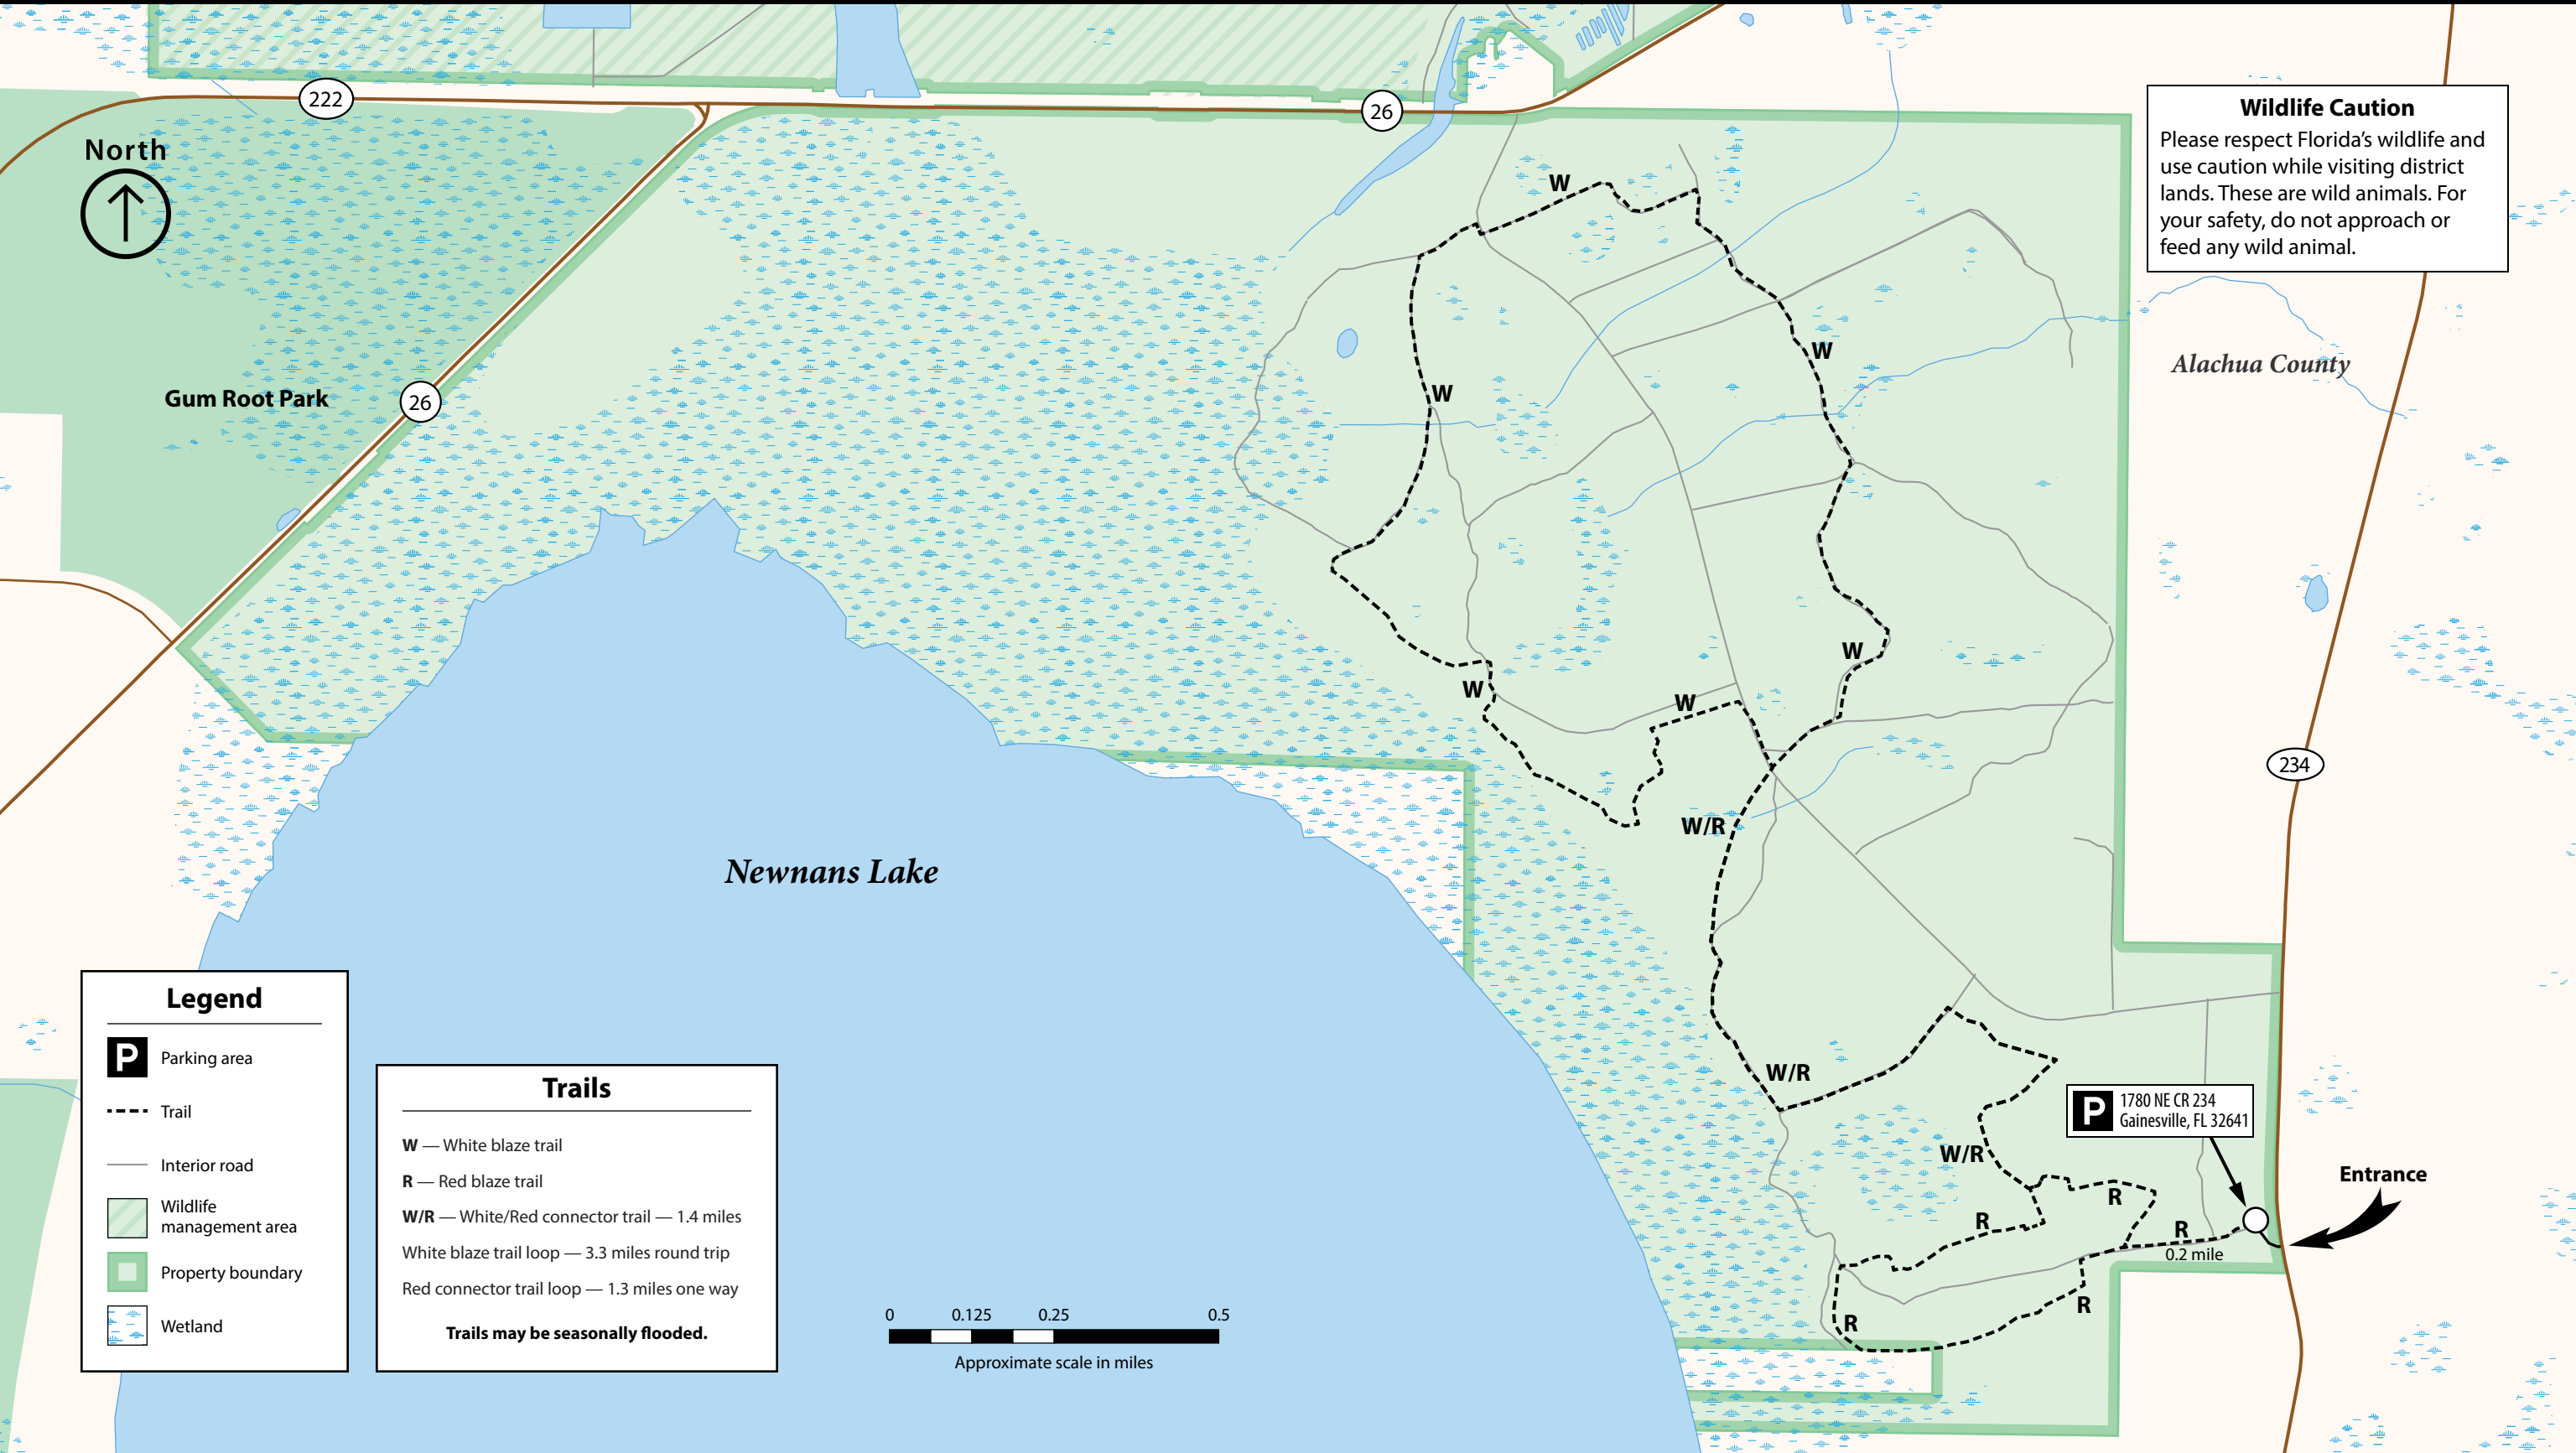 222
26
North
Wildlife Caution
Please respect Florida's wildlife and
use caution while visiting district
lands. These are wild animals. For
your safety, do not approach or
feed any wild animal.
W
W
W
Alachua County
Gum Root Park
26
W
W
W
234
W/R
Newnans Lake
Legend
P Parking area
Trail
Interior road
Wildlife
management area
Property boundary
Wetland
Trails
W — White blaze trail
R — Red blaze trail
W/R — White/Red connector trail — 1.4 miles
White blaze trail loop — 3.3 miles round trip
Red connector trail loop — 1.3 miles one way
Trails may be seasonally flooded.
0 0.125 0.25 0.5
Approximate scale in miles
W/R
P 1780 NE CR 234
Gainesville, FL 32641
W/R
Entrance
R
R
R
0.2 mile
R
R